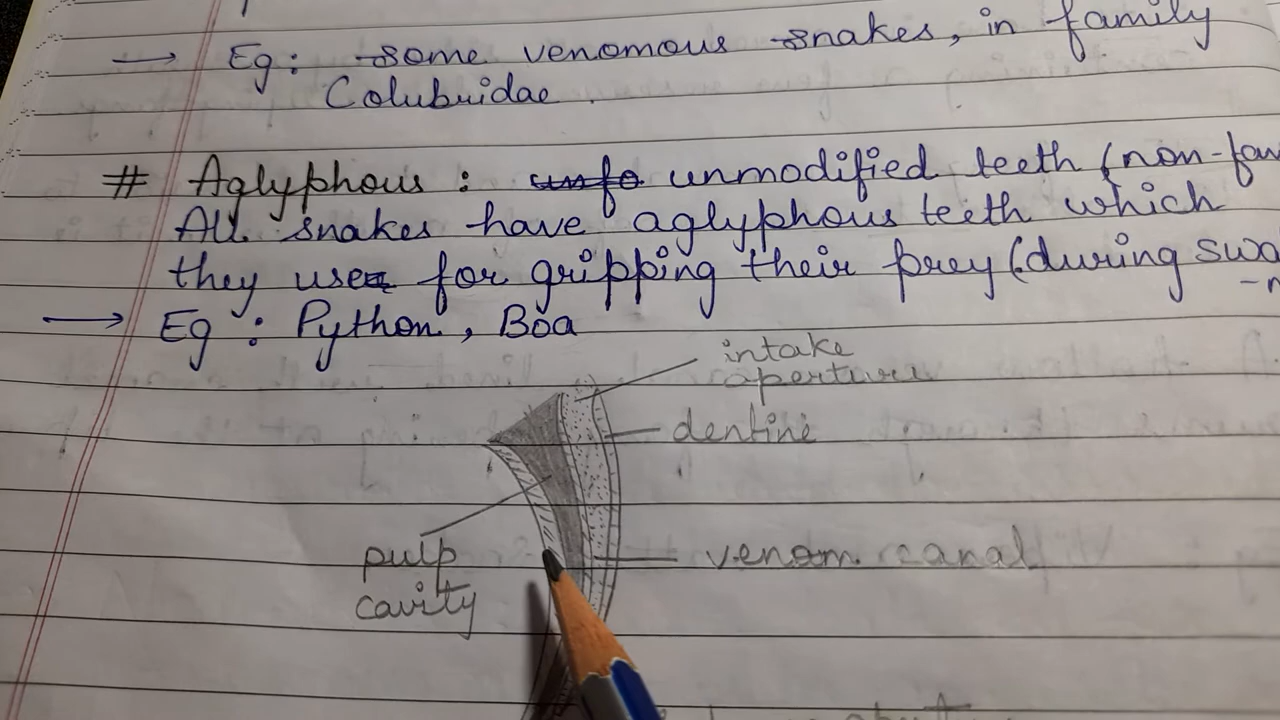 → Eg: some venomous snakes, in family
Colubridae.
# Aglyphous: unmodified teeth (non-fan
All snakes have aglyphous teeth which
they use for gripping their prey (during swa
-n
→ Eg: Python, Boa
intake
aperture
dentine
pulp
cavity
venom canal